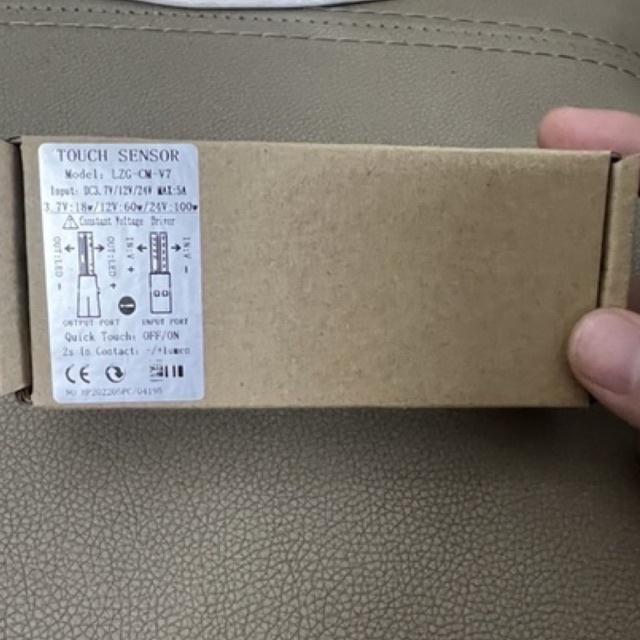 TOUCH SENSOR
Model: LZG-CM-V7
Input: DC3.7V/12V/24V MAX:5A
3.7V:18w/12V:60w/24V:100w
Constant Voltage Driver
- OUT:LED
OUT:LED +
IN:V +
IN:V -
OUTPUT PORT
INPUT PORT
Quick Touch: OFF/ON
2s in Contact: -/+lumen
CE